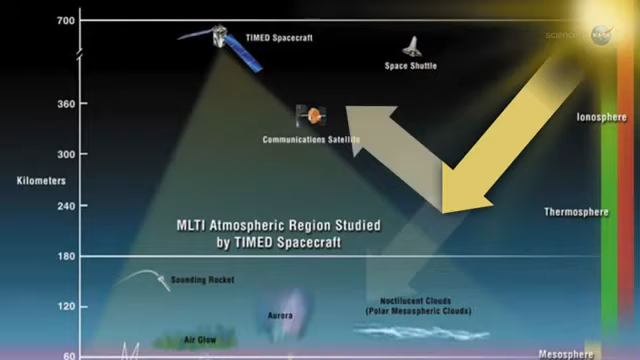 700
TIMED Spacecraft
Space Shuttle
science
NASA
360
Communications Satellite
Ionosphere
300
Kilometers
240
Thermosphere
MLTI Atmospheric Region Studied
by TIMED Spacecraft
180
Sounding Rocket
120
Aurora
Noctilucent Clouds
(Polar Mesospheric Clouds)
Air Glow
60
Mesosphere